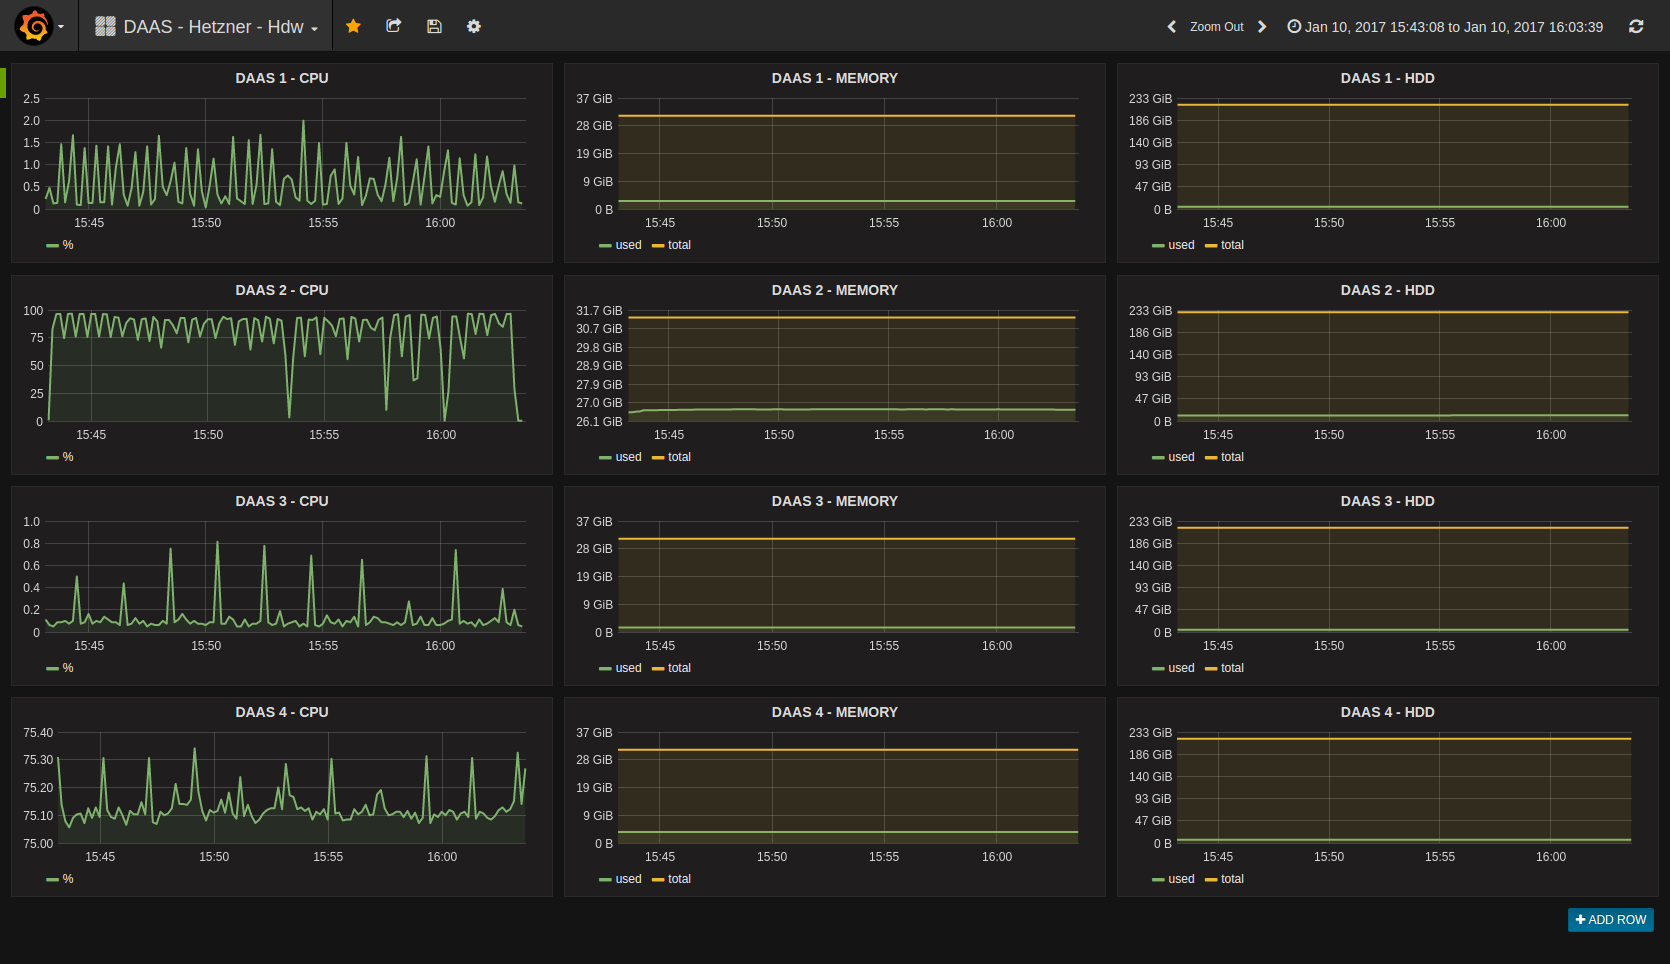 DAAS - Hetzner - Hdw
Zoom Out
Jan 10, 2017 15:43:08 to Jan 10, 2017 16:03:39
DAAS 1 - CPU
2.5
2.0
1.5
1.0
0.5
0
15:45 15:50 15:55 16:00
%
DAAS 1 - MEMORY
37 GiB
28 GiB
19 GiB
9 GiB
0 B
15:45 15:50 15:55 16:00
used total
DAAS 1 - HDD
233 GiB
186 GiB
140 GiB
93 GiB
47 GiB
0 B
15:45 15:50 15:55 16:00
used total
DAAS 2 - CPU
100
75
50
25
0
15:45 15:50 15:55 16:00
%
DAAS 2 - MEMORY
31.7 GiB
30.7 GiB
29.8 GiB
28.9 GiB
27.9 GiB
27.0 GiB
26.1 GiB
15:45 15:50 15:55 16:00
used total
DAAS 2 - HDD
233 GiB
186 GiB
140 GiB
93 GiB
47 GiB
0 B
15:45 15:50 15:55 16:00
used total
DAAS 3 - CPU
1.0
0.8
0.6
0.4
0.2
0
15:45 15:50 15:55 16:00
%
DAAS 3 - MEMORY
37 GiB
28 GiB
19 GiB
9 GiB
0 B
15:45 15:50 15:55 16:00
used total
DAAS 3 - HDD
233 GiB
186 GiB
140 GiB
93 GiB
47 GiB
0 B
15:45 15:50 15:55 16:00
used total
DAAS 4 - CPU
75.40
75.30
75.20
75.10
75.00
15:45 15:50 15:55 16:00
%
DAAS 4 - MEMORY
37 GiB
28 GiB
19 GiB
9 GiB
0 B
15:45 15:50 15:55 16:00
used total
DAAS 4 - HDD
233 GiB
186 GiB
140 GiB
93 GiB
47 GiB
0 B
15:45 15:50 15:55 16:00
used total
ADD ROW